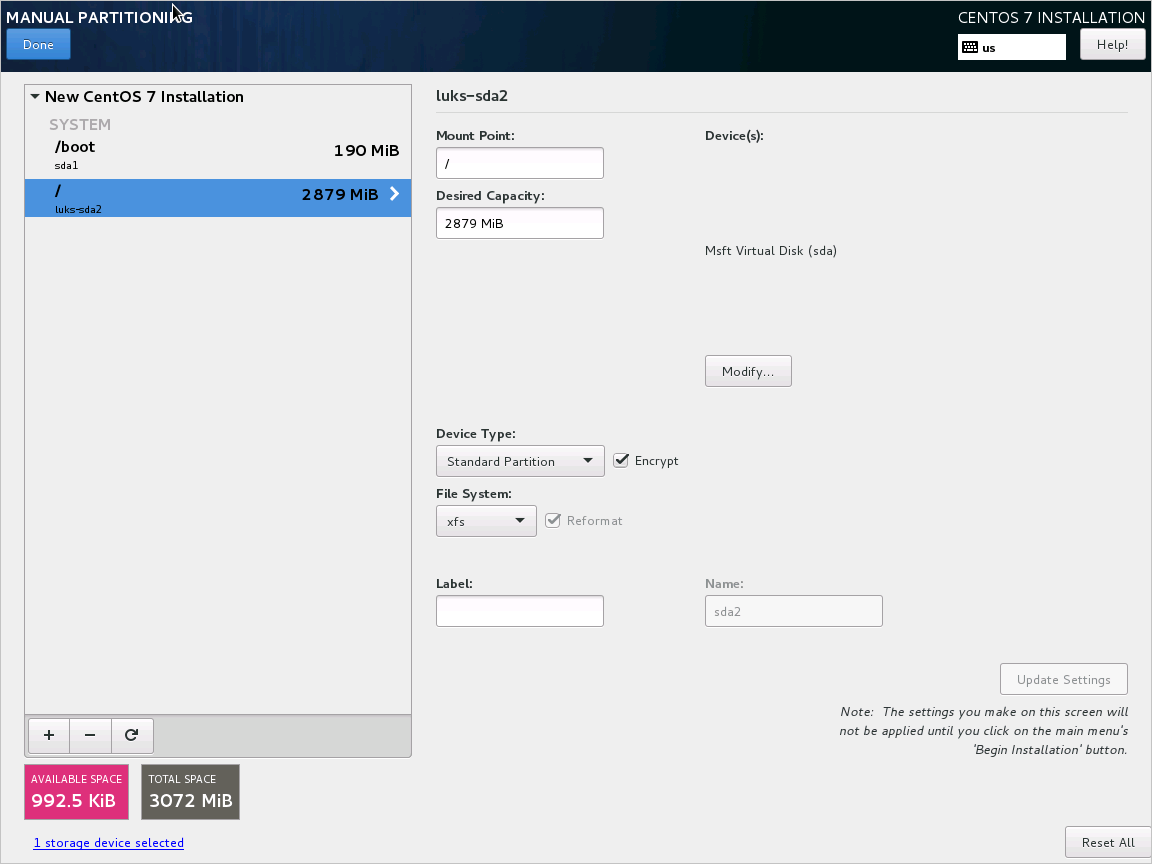 MANUAL PARTITIONING
CENTOS 7 INSTALLATION
Done
us
Help!
New CentOS 7 Installation
SYSTEM
/boot
190 MiB
sda1
/
2879 MiB
luks-sda2
+ −
AVAILABLE SPACE
992.5 KiB
TOTAL SPACE
3072 MiB
1 storage device selected
luks-sda2
Mount Point:
/
Desired Capacity:
2879 MiB
Device(s):
Msft Virtual Disk (sda)
Modify...
Device Type:
Standard Partition
Encrypt
File System:
xfs
Reformat
Label:
Name:
sda2
Update Settings
Note: The settings you make on this screen will
not be applied until you click on the main menu's
'Begin Installation' button.
Reset All